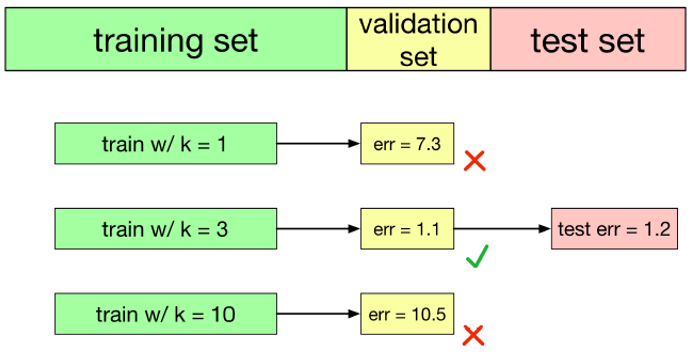 training set
validation
set
test set
train w/ k = 1
err = 7.3
train w/ k = 3
err = 1.1
test err = 1.2
train w/ k = 10
err = 10.5